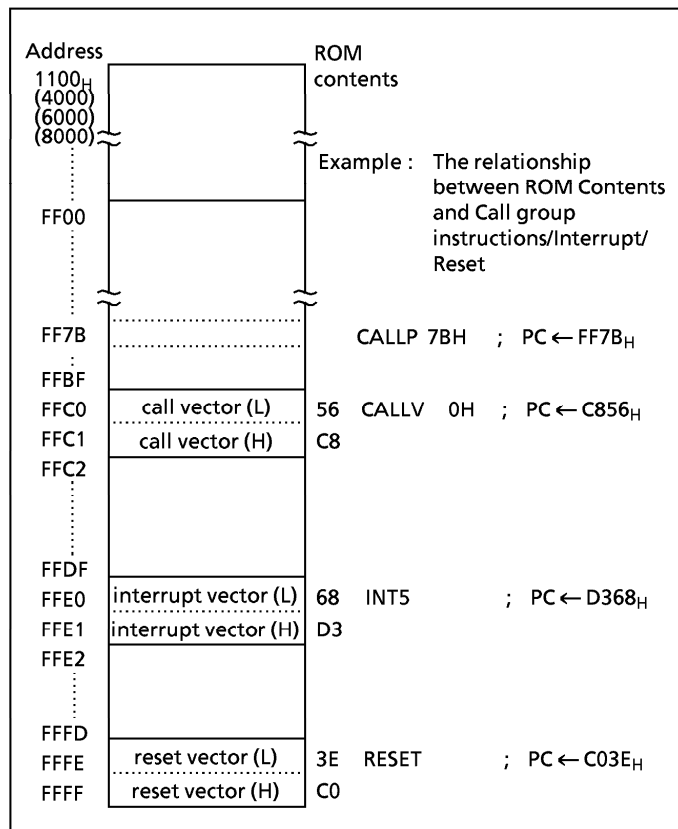 Address ROM
contents
1100H
(4000)
(6000)
(8000)
Example : The relationship
between ROM Contents
and Call group
instructions/Interrupt/
Reset
FF00
FF7B CALLP 7BH ; PC ← FF7BH
FFBF
FFC0 call vector (L) 56 CALLV 0H ; PC ← C856H
FFC1 call vector (H) C8
FFC2
FFDF
FFE0 interrupt vector (L) 68 INT5 ; PC ← D368H
FFE1 interrupt vector (H) D3
FFE2
FFFD
FFFE reset vector (L) 3E RESET ; PC ← C03EH
FFFF reset vector (H) C0